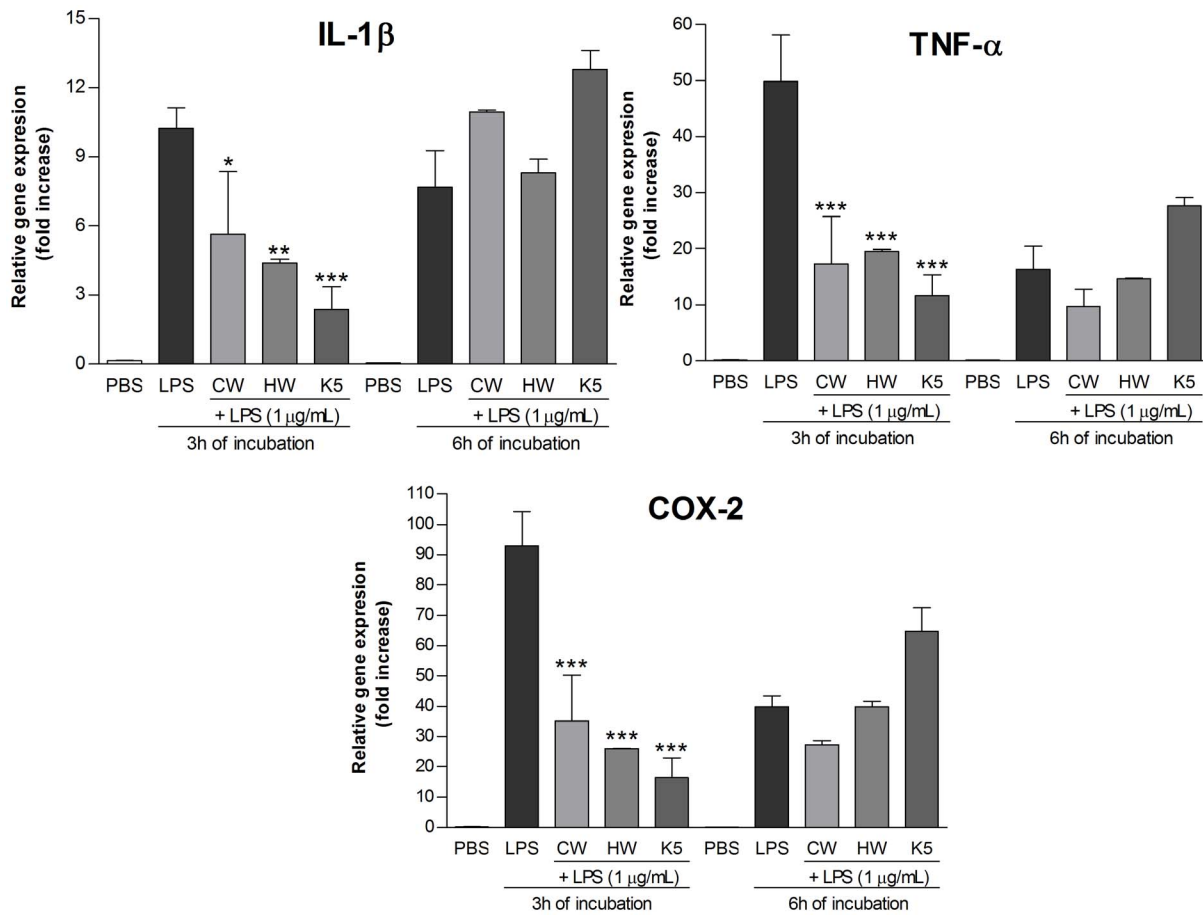 IL-1β
Relative gene expresion
(fold increase)
15
12
9
6
3
0
*
**
***
PBS LPS CW HW K5 PBS LPS CW HW K5
+ LPS (1 μg/mL) + LPS (1 μg/mL)
3h of incubation 6h of incubation
TNF-α
Relative gene expresion
(fold increase)
60
50
40
30
20
10
0
***
***
***
PBS LPS CW HW K5 PBS LPS CW HW K5
+ LPS (1 μg/mL) + LPS (1 μg/mL)
3h of incubation 6h of incubation
COX-2
Relative gene expresion
(fold increase)
110
100
90
80
70
60
50
40
30
20
10
0
***
***
***
PBS LPS CW HW K5 PBS LPS CW HW K5
+ LPS (1 μg/mL) + LPS (1 μg/mL)
3h of incubation 6h of incubation